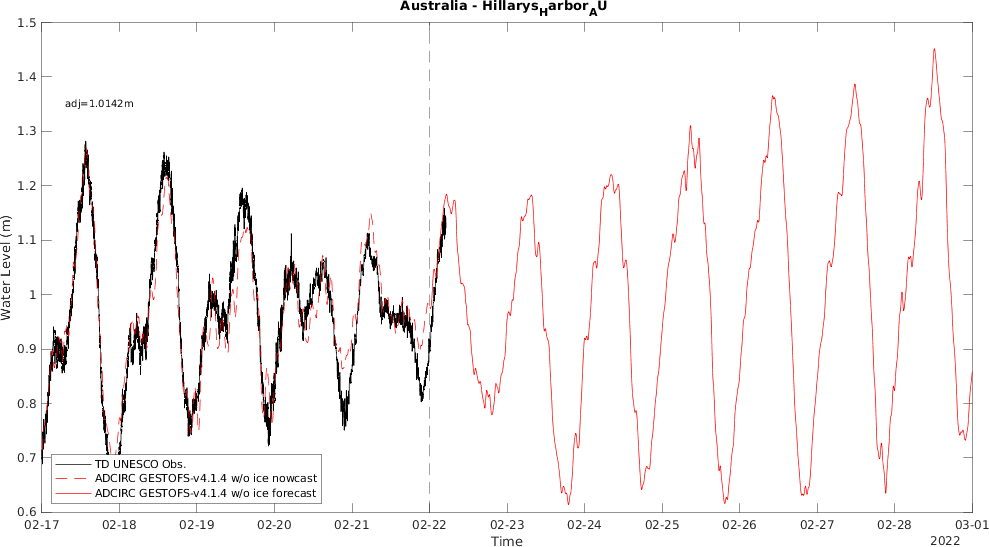 Australia - HillarysHarborAU
1.5
1.4
1.3
1.2
1.1
1
0.9
0.8
0.7
0.6
Water Level (m)
adj=1.0142m
TD UNESCO Obs.
ADCIRC GESTOFS-v4.1.4 w/o ice nowcast
ADCIRC GESTOFS-v4.1.4 w/o ice forecast
02-17 02-18 02-19 02-20 02-21 02-22 02-23 02-24 02-25 02-26 02-27 02-28 03-01
Time
2022